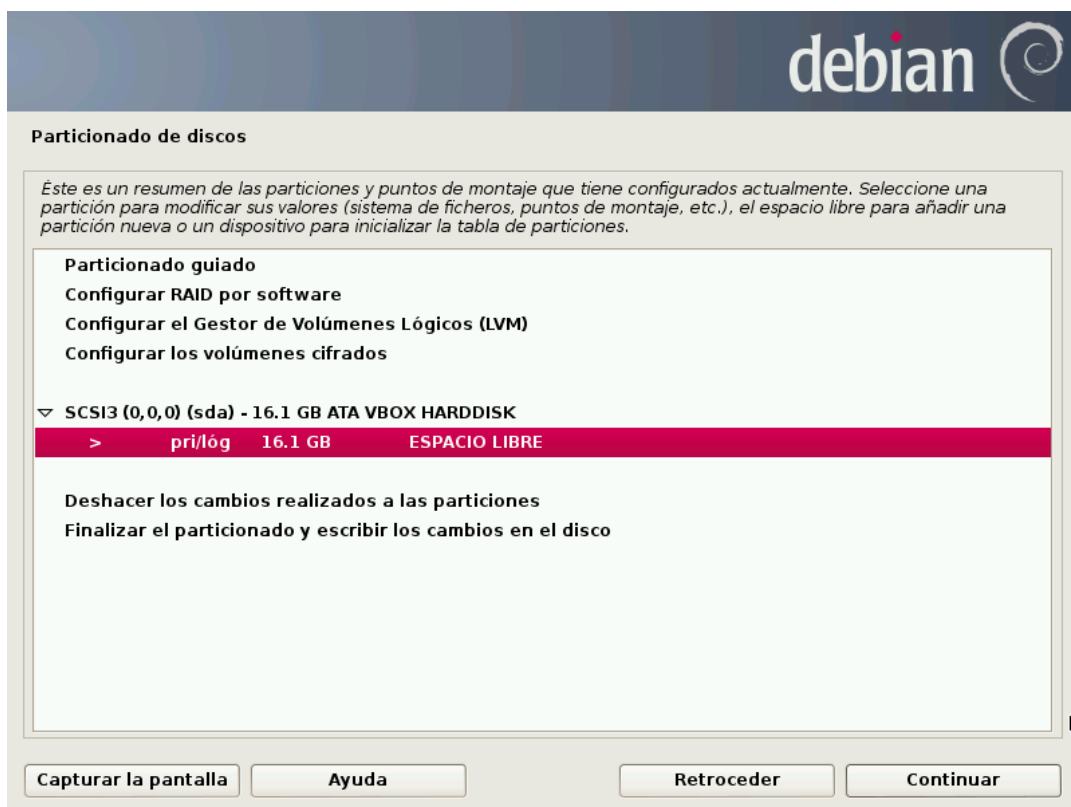 debian
Particionado de discos
Éste es un resumen de las particiones y puntos de montaje que tiene configurados actualmente. Seleccione una
partición para modificar sus valores (sistema de ficheros, puntos de montaje, etc.), el espacio libre para añadir una
partición nueva o un dispositivo para inicializar la tabla de particiones.
Particionado guiado
Configurar RAID por software
Configurar el Gestor de Volúmenes Lógicos (LVM)
Configurar los volúmenes cifrados
SCSI3 (0,0,0) (sda) - 16.1 GB ATA VBOX HARDDISK
> pri/lóg 16.1 GB ESPACIO LIBRE
Deshacer los cambios realizados a las particiones
Finalizar el particionado y escribir los cambios en el disco
Capturar la pantalla Ayuda Retroceder Continuar